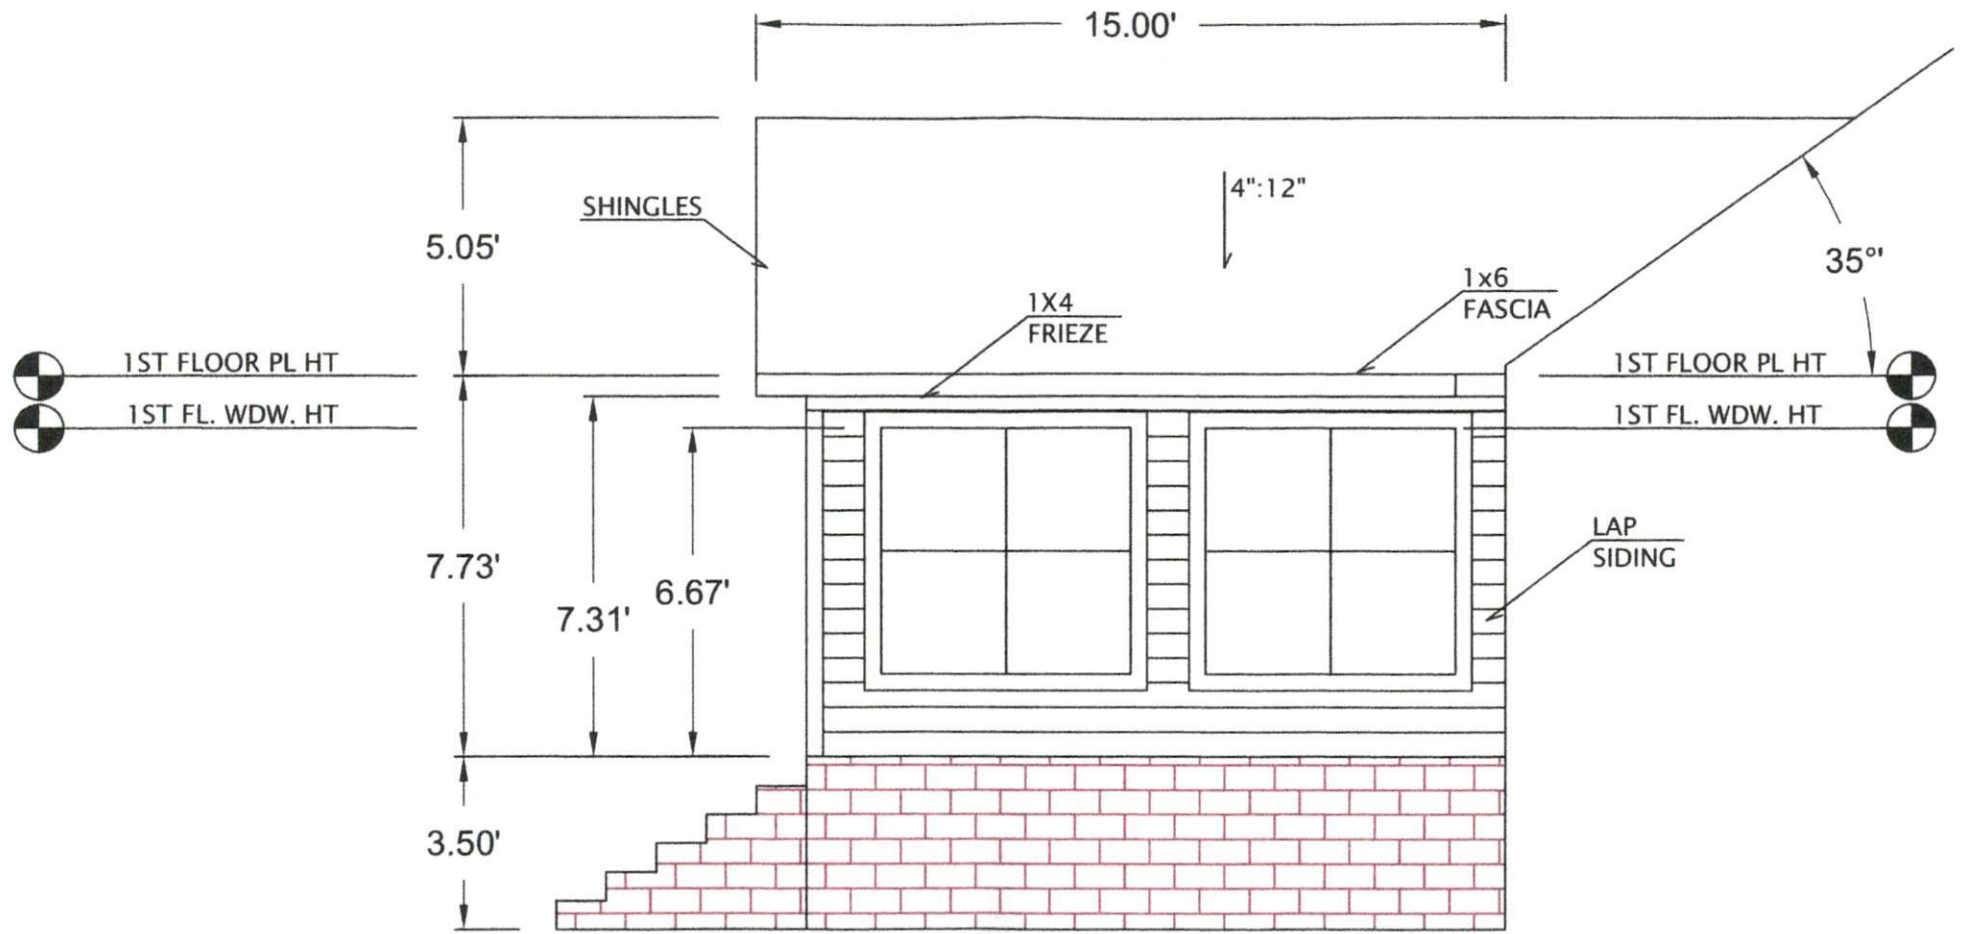 15.00'
4":12"
SHINGLES
5.05'
35°'
1x6
FASCIA
1X4
FRIEZE
1ST FLOOR PL HT
1ST FLOOR PL HT
1ST FL. WDW. HT
1ST FL. WDW. HT
LAP
SIDING
7.73'
6.67'
7.31'
3.50'